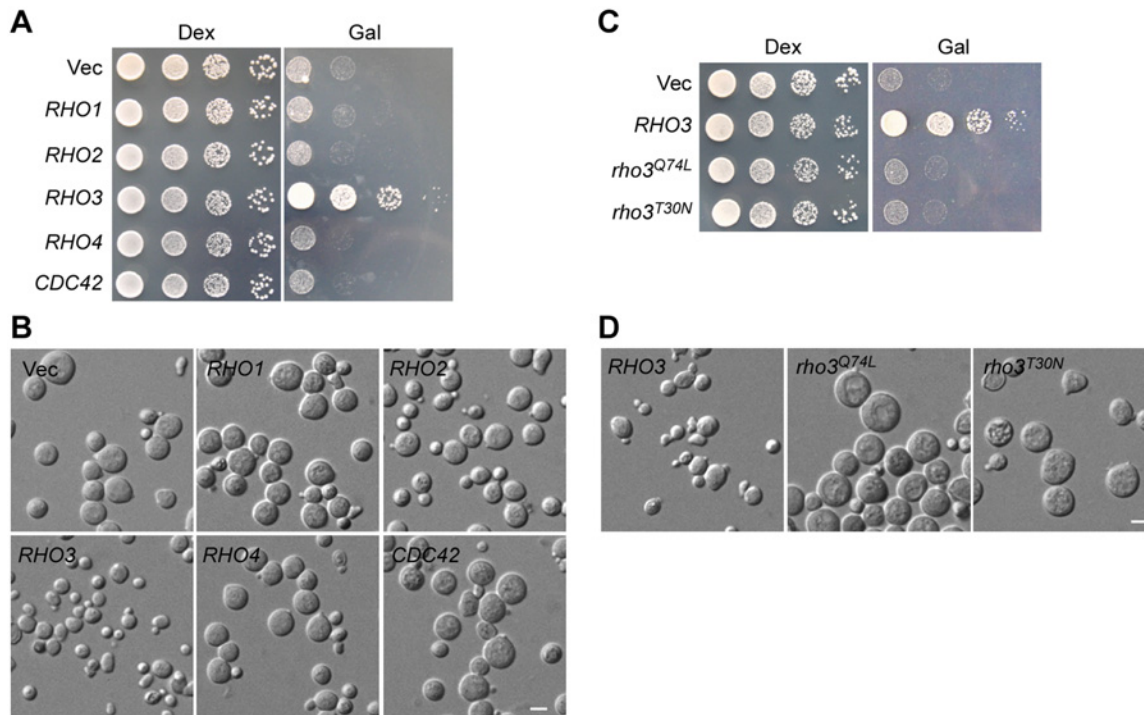 A
Dex Gal
Vec
RHO1
RHO2
RHO3
RHO4
CDC42
B
Vec
RHO1
RHO2
RHO3
RHO4
CDC42
C
Dex Gal
Vec
RHO3
rho3Q74L
rho3T30N
D
RHO3
rho3Q74L
rho3T30N